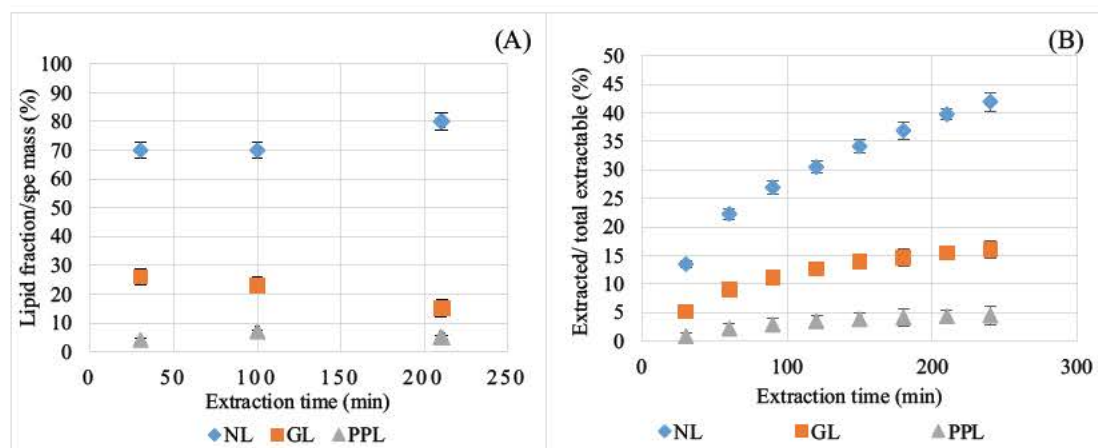 (A)
Lipid fraction/spe mass (%)
100
90
80
70
60
50
40
30
20
10
0
0 50 100 150 200 250
Extraction time (min)
NL GL PPL
(B)
Extracted/ total extractable (%)
50
45
40
35
30
25
20
15
10
5
0
0 100 200 300
Extraction time (min)
NL GL PPL